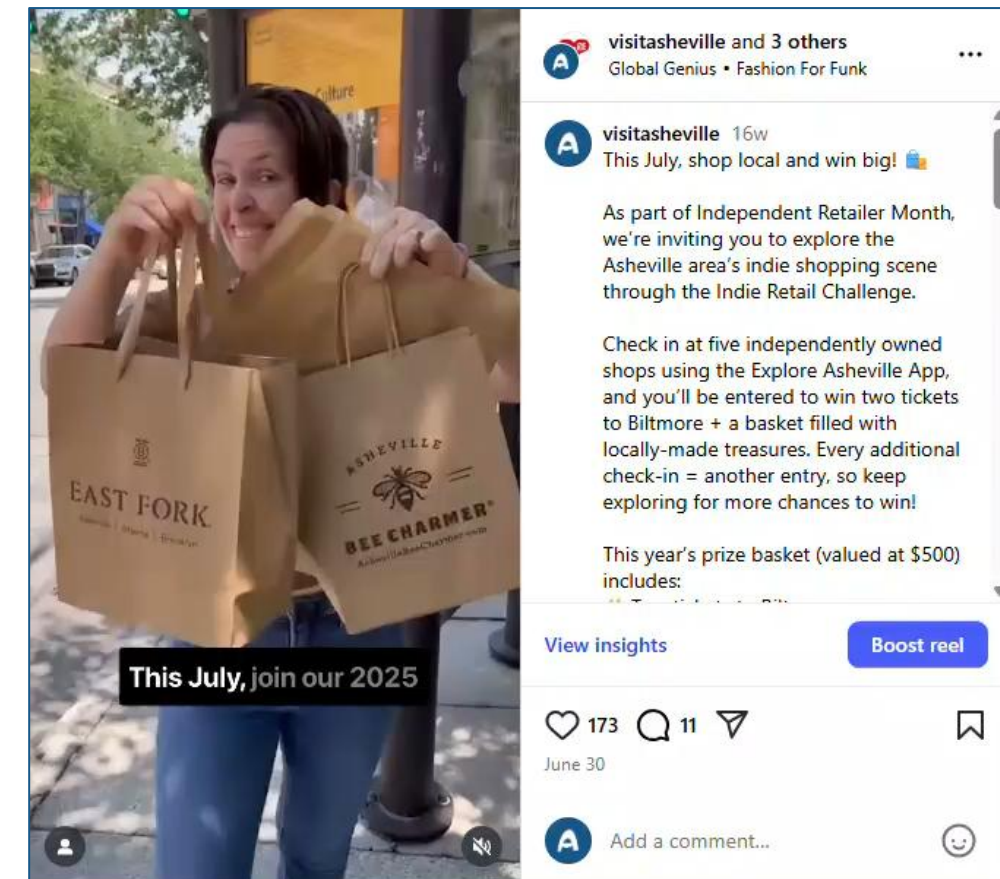 Culture
EAST FORK
ASHEVILLE
BEE CHARMER
AshevilleBeeCharmer.com
This July, join our 2025
visitasheville and 3 others
Global Genius • Fashion For Funk
visitasheville 16w
This July, shop local and win big! 🛍️
As part of Independent Retailer Month,
we're inviting you to explore the
Asheville area's indie shopping scene
through the Indie Retail Challenge.
Check in at five independently owned
shops using the Explore Asheville App,
and you'll be entered to win two tickets
to Biltmore + a basket filled with
locally-made treasures. Every additional
check-in = another entry, so keep
exploring for more chances to win!
This year's prize basket (valued at $500)
includes:
View insights
Boost reel
173 11
June 30
Add a comment...